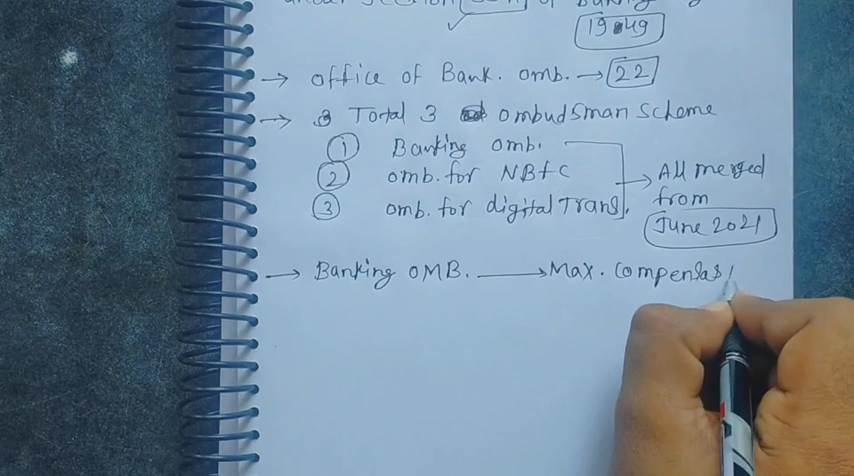 1949
→ office of Bank. omb. → 22
→ Total 3 ombudsman scheme
① Banking omb.
② omb. for NBFC
③ omb. for digital Trans.
→ All merged
from
June 2021
→ Banking OMB. → Max. compensas